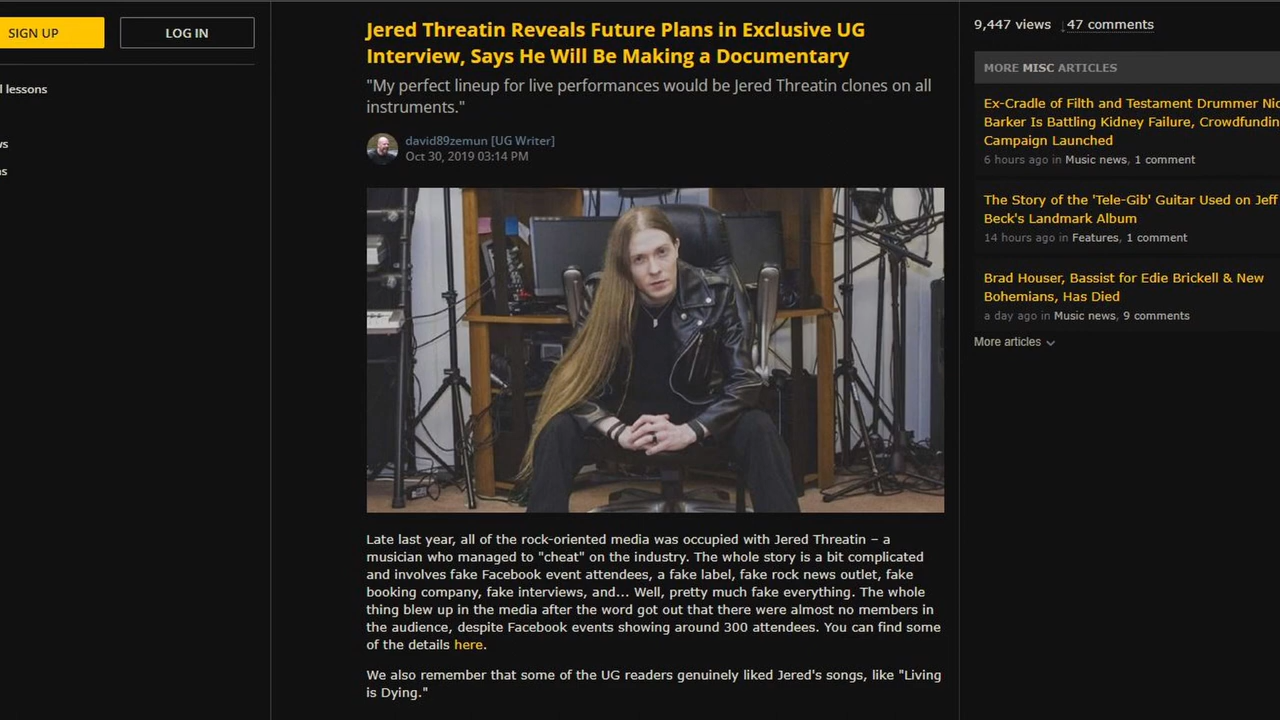 SIGN UP
LOG IN
l lessons
vs
s
Jered Threatin Reveals Future Plans in Exclusive UG
Interview, Says He Will Be Making a Documentary
"My perfect lineup for live performances would be Jered Threatin clones on all
instruments."
david89zemun [UG Writer]
Oct 30, 2019 03:14 PM
Late last year, all of the rock-oriented media was occupied with Jered Threatin – a
musician who managed to "cheat" on the industry. The whole story is a bit complicated
and involves fake Facebook event attendees, a fake label, fake rock news outlet, fake
booking company, fake interviews, and... Well, pretty much fake everything. The whole
thing blew up in the media after the word got out that there were almost no members in
the audience, despite Facebook events showing around 300 attendees. You can find some
of the details here.
We also remember that some of the UG readers genuinely liked Jered's songs, like "Living
is Dying."
9,447 views 47 comments
MORE MISC ARTICLES
Ex-Cradle of Filth and Testament Drummer Nic
Barker Is Battling Kidney Failure, Crowdfundin
Campaign Launched
6 hours ago in Music news, 1 comment
The Story of the 'Tele-Gib' Guitar Used on Jeff
Beck's Landmark Album
14 hours ago in Features, 1 comment
Brad Houser, Bassist for Edie Brickell & New
Bohemians, Has Died
a day ago in Music news, 9 comments
More articles